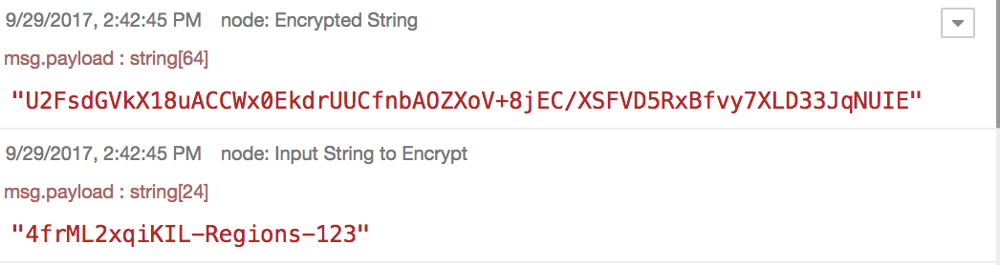 9/29/2017, 2:42:45 PM node: Encrypted String
msg.payload : string[64]
"U2FsdGVkX18uACCWx0EkdrUUCfnbAOZXoV+8jEC/XSFVD5RxBfvy7XLD33JqNUIE"
9/29/2017, 2:42:45 PM node: Input String to Encrypt
msg.payload : string[24]
"4frML2xqiKIL-Regions-123"